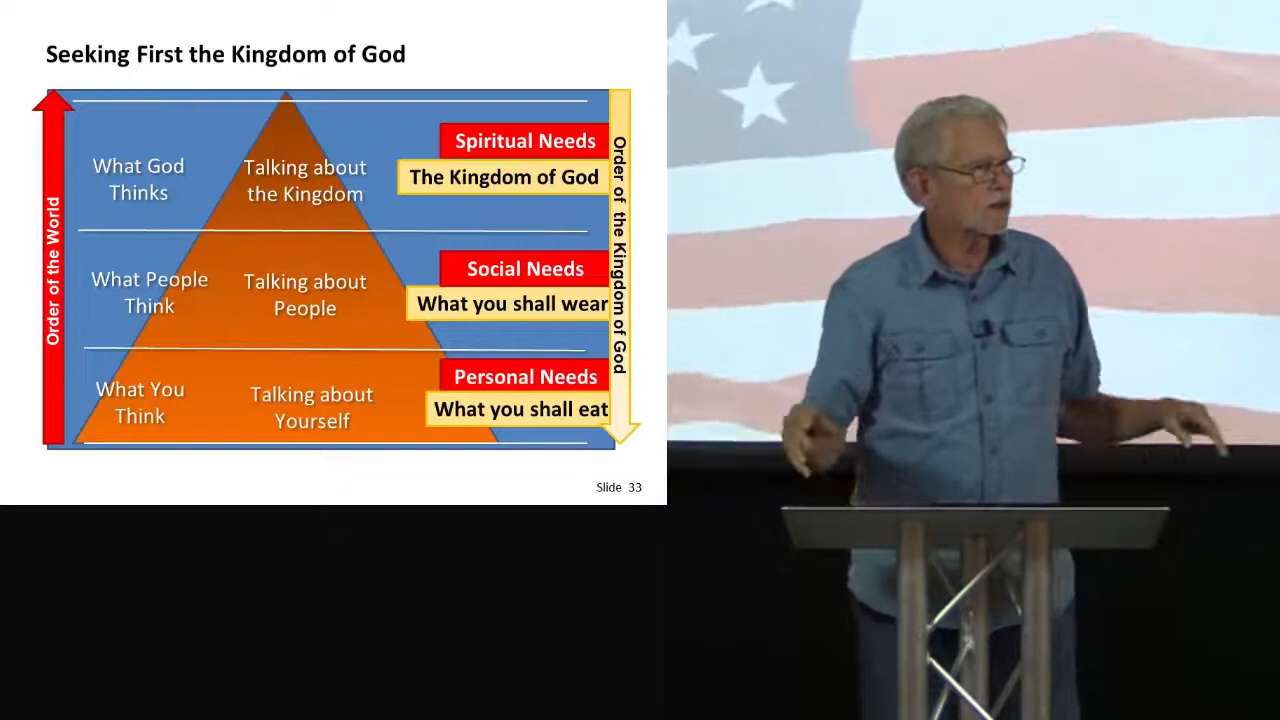 Seeking First the Kingdom of God
Order of the World
What God
Thinks
Talking about
the Kingdom
Spiritual Needs
The Kingdom of God
What People
Think
Talking about
People
Social Needs
What you shall wear
What You
Think
Talking about
Yourself
Personal Needs
What you shall eat
Order of the Kingdom of God
Slide 33